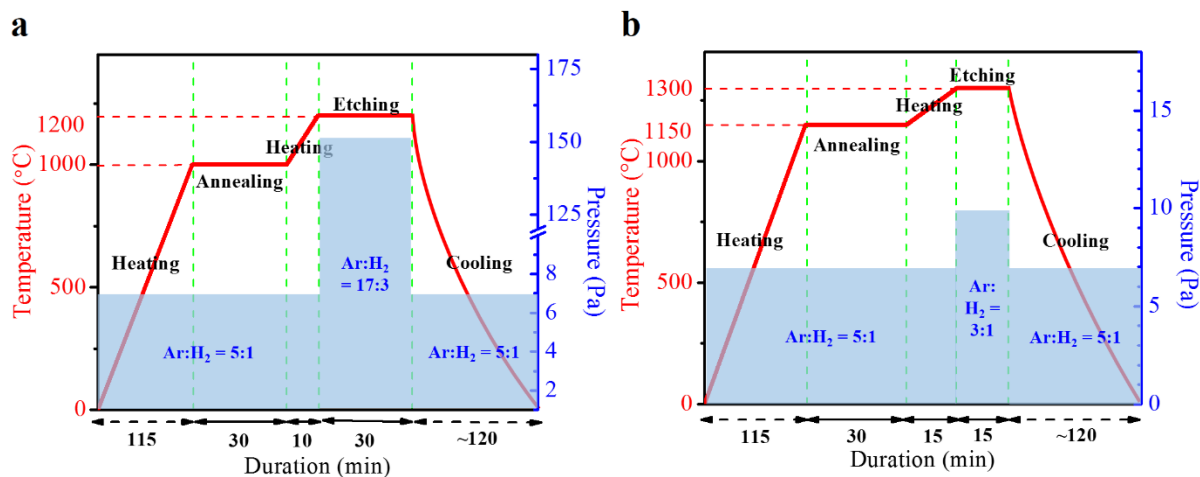 a
Temperature (°C)
1200
1000
500
0
Heating
Annealing
Heating
Etching
Cooling
Ar:H₂ = 5:1
Ar:H₂
= 17:3
Ar:H₂ = 5:1
175
150
125
8
7
6
4
2
Pressure (Pa)
115
30
10
30
~120
Duration (min)
b
Temperature (°C)
1300
1150
1000
500
0
Heating
Annealing
Heating
Etching
Cooling
Ar:H₂ = 5:1
Ar:
H₂ =
3:1
Ar:H₂ = 5:1
15
10
5
0
Pressure (Pa)
115
30
15
15
~120
Duration (min)